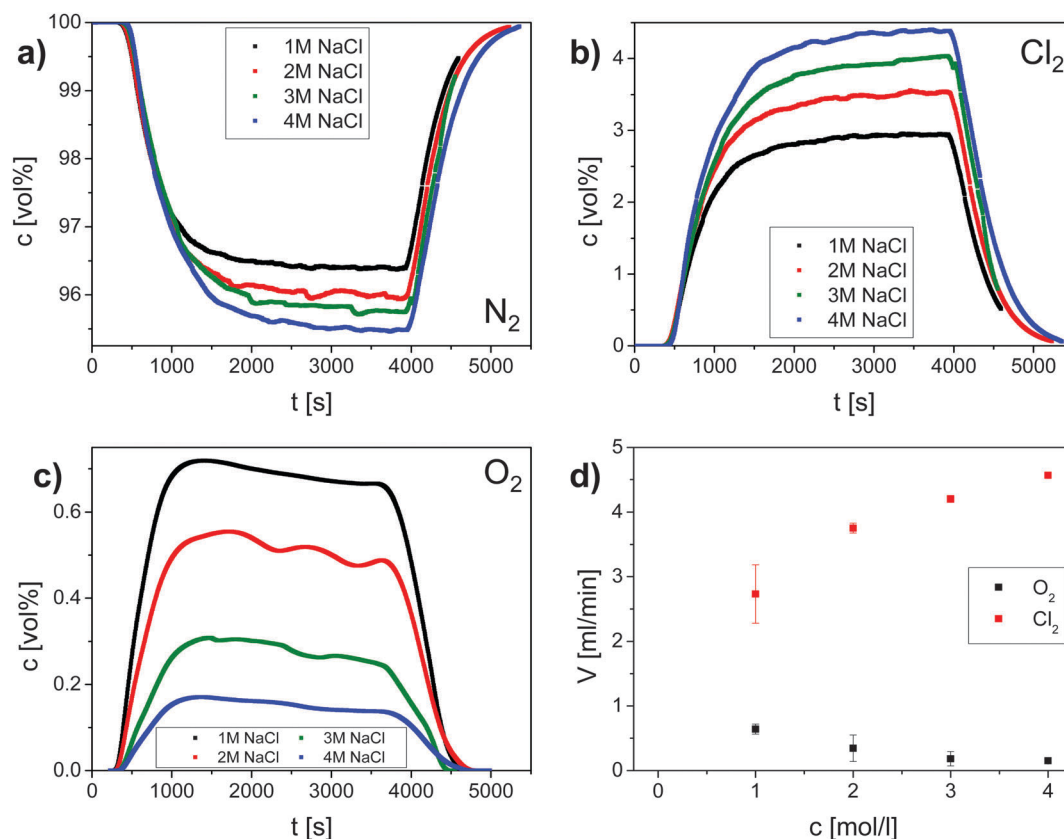 a)
1M NaCl
2M NaCl
3M NaCl
4M NaCl
N2
c [vol%]
100
99
98
97
96
0 1000 2000 3000 4000 5000
t [s]
b)
Cl2
1M NaCl
2M NaCl
3M NaCl
4M NaCl
c [vol%]
4
3
2
1
0
0 1000 2000 3000 4000 5000
t [s]
c)
O2
c [vol%]
0.6
0.4
0.2
0.0
1M NaCl 3M NaCl
2M NaCl 4M NaCl
0 1000 2000 3000 4000 5000
t [s]
d)
V [ml/min]
5
4
3
2
1
0
O2
Cl2
0 1 2 3 4
c [mol/l]